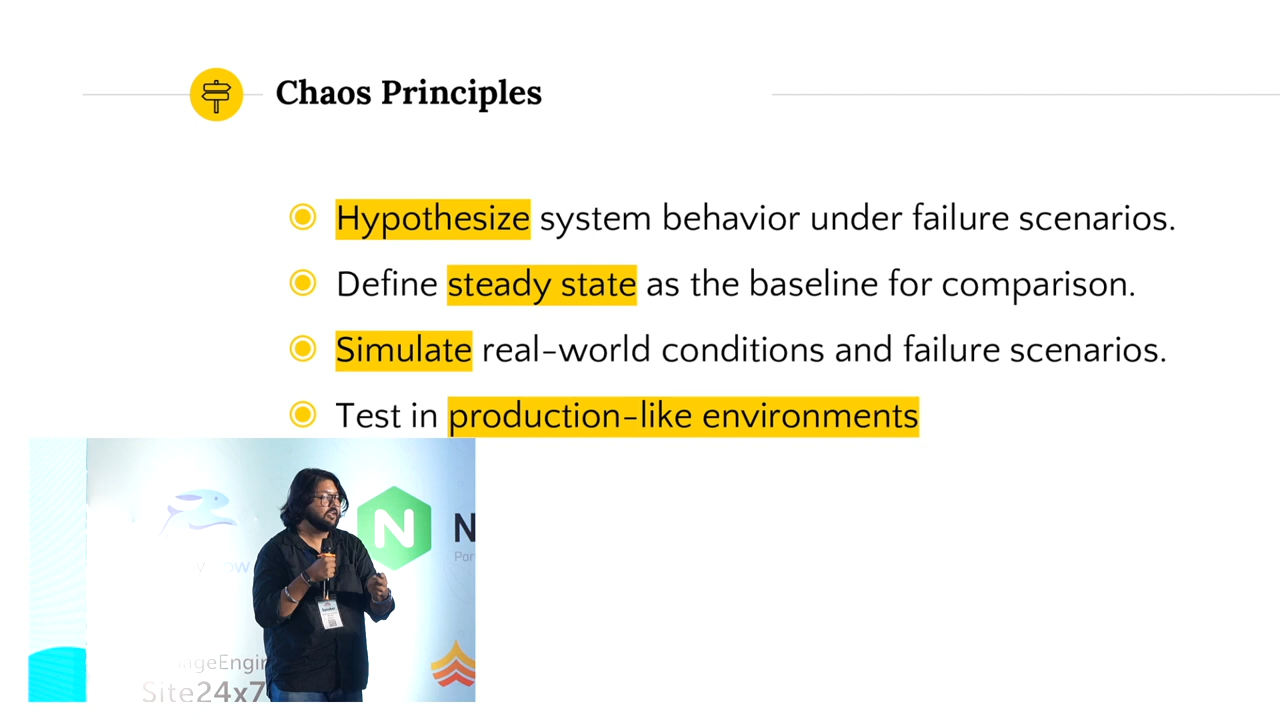 Chaos Principles
Hypothesize system behavior under failure scenarios.
Define steady state as the baseline for comparison.
Simulate real-world conditions and failure scenarios.
Test in production-like environments
N
N
Site24x7